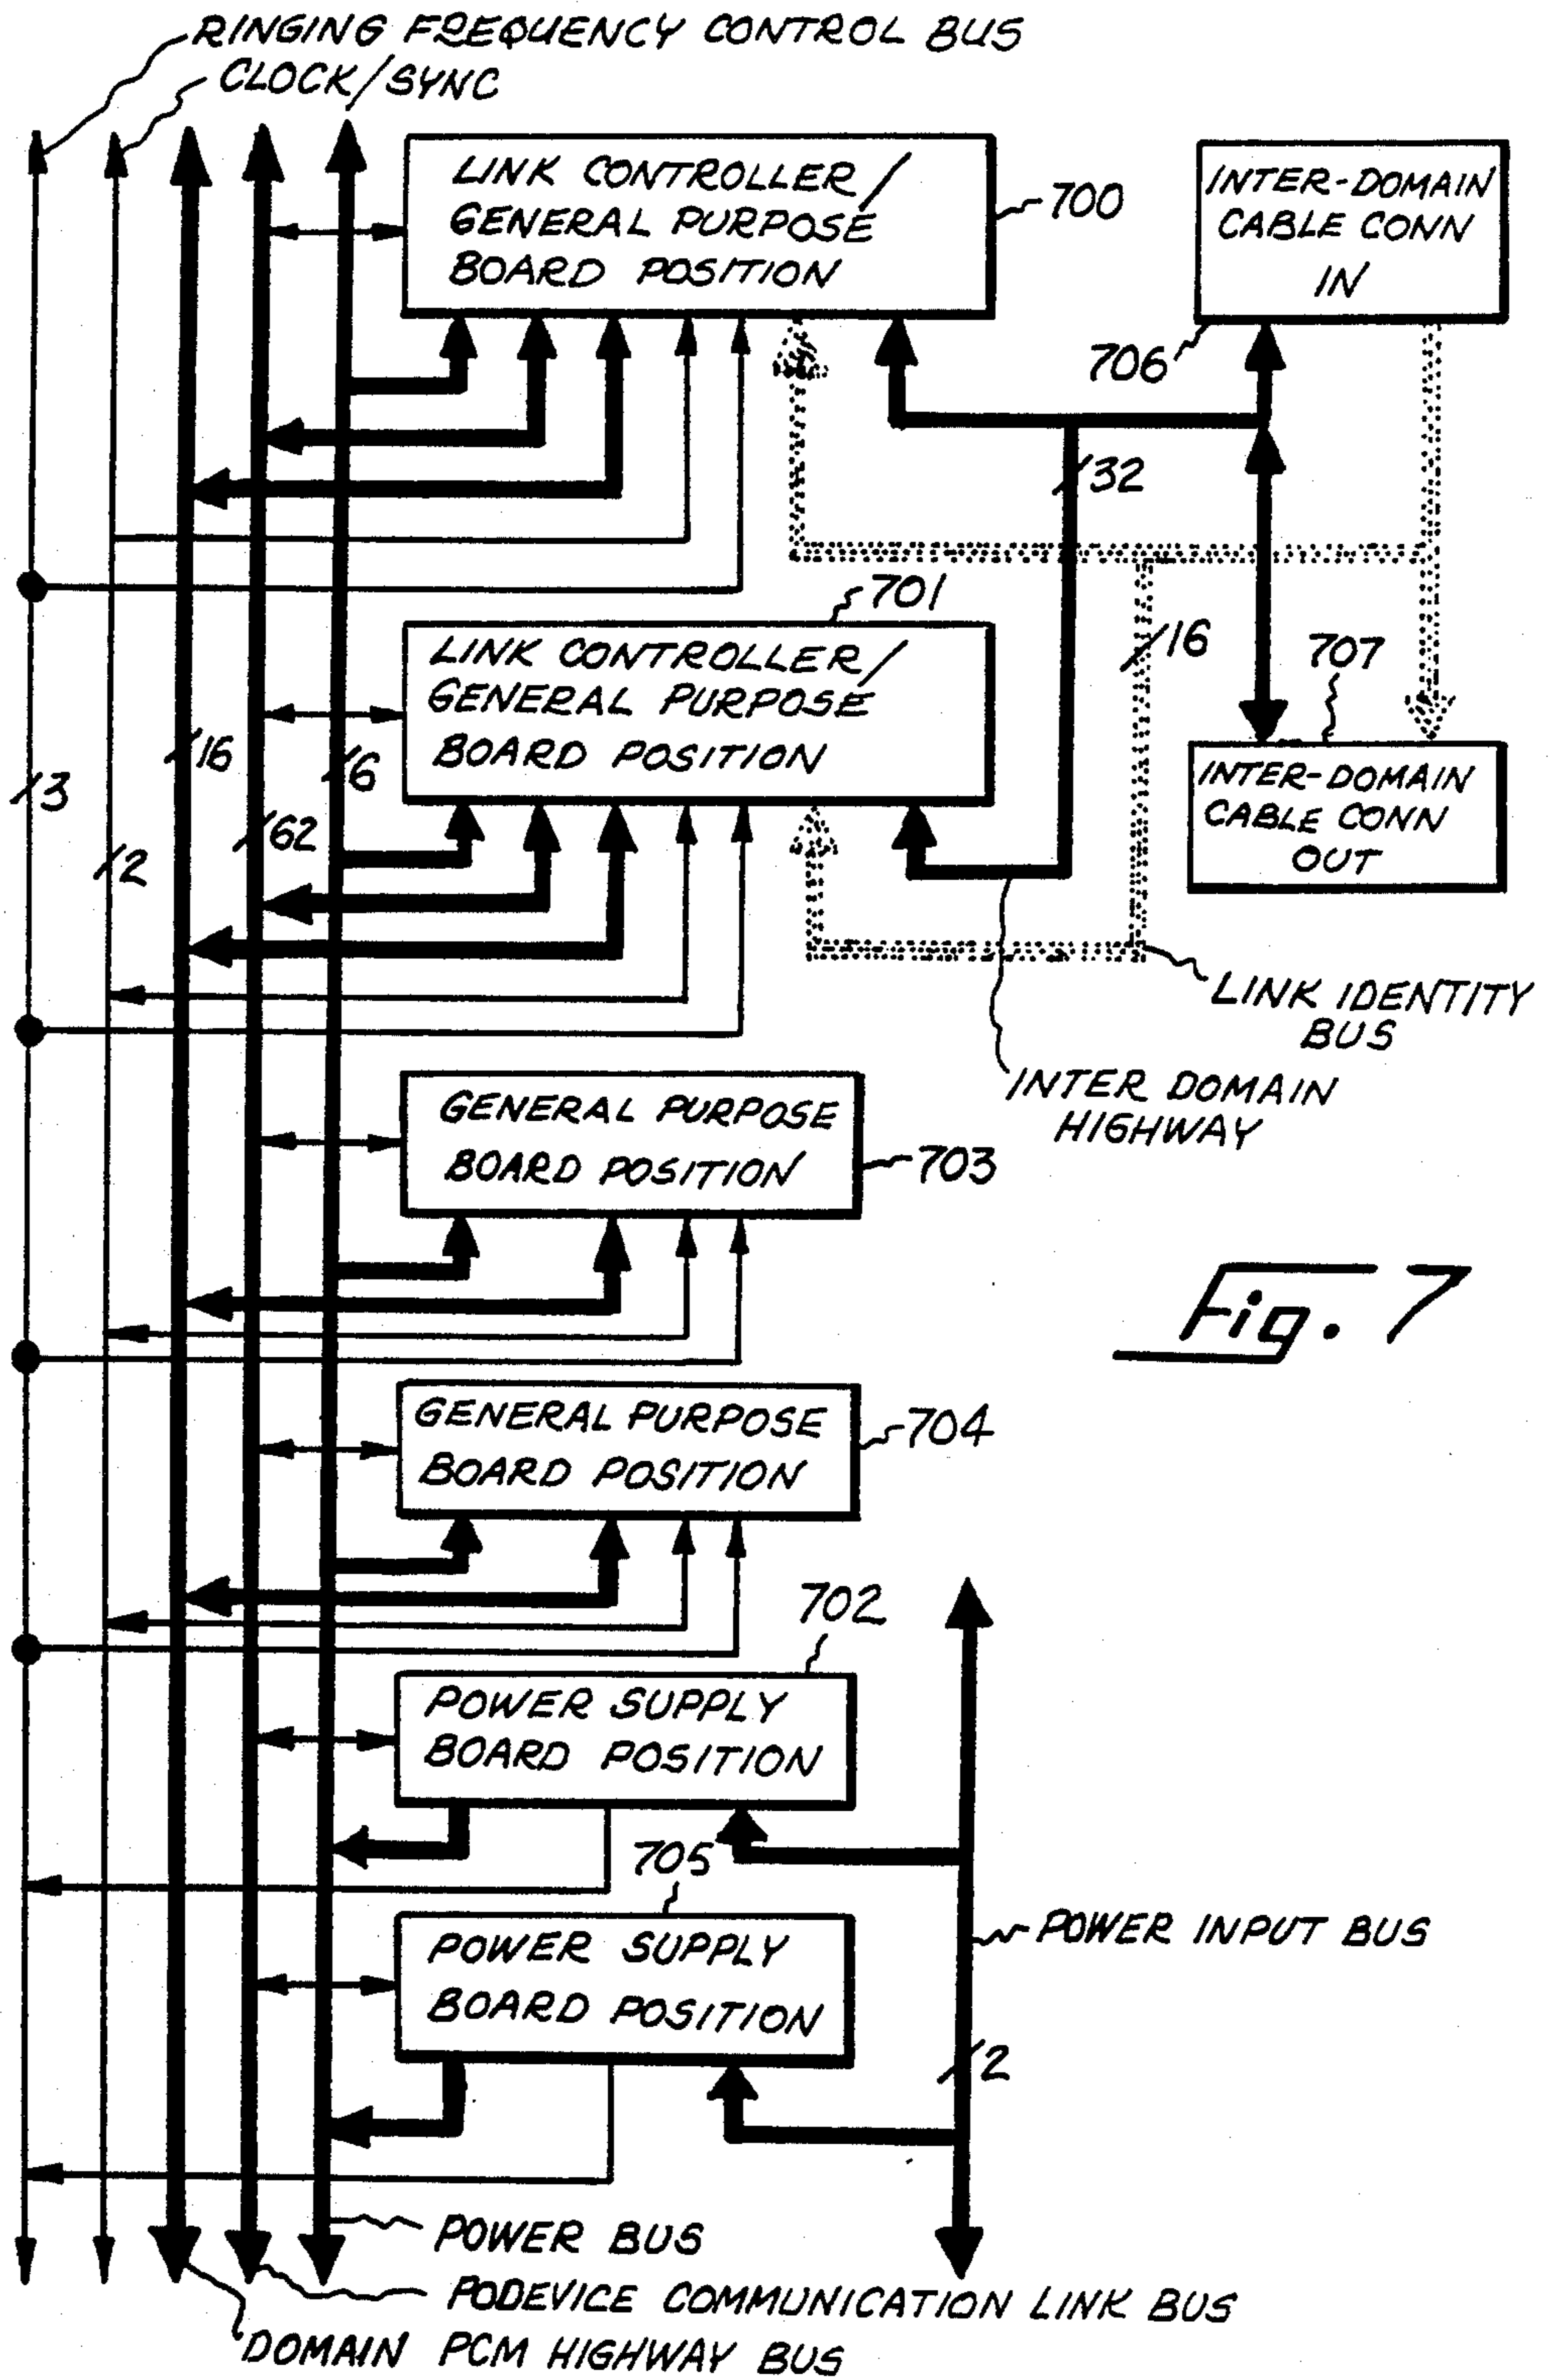 RINGING FREQUENCY CONTROL BUS
CLOCK/SYNC
LINK CONTROLLER/
GENERAL PURPOSE
BOARD POSITION
700
INTER-DOMAIN
CABLE CONN
IN
706
32
701
LINK CONTROLLER/
GENERAL PURPOSE
BOARD POSITION
16
707
INTER-DOMAIN
CABLE CONN
OUT
3
2
16
62
6
LINK IDENTITY
BUS
INTER DOMAIN
HIGHWAY
GENERAL PURPOSE
BOARD POSITION
703
Fig. 7
GENERAL PURPOSE
BOARD POSITION
704
702
POWER SUPPLY
BOARD POSITION
705
POWER SUPPLY
BOARD POSITION
POWER INPUT BUS
2
POWER BUS
PODEVICE COMMUNICATION LINK BUS
DOMAIN PCM HIGHWAY BUS